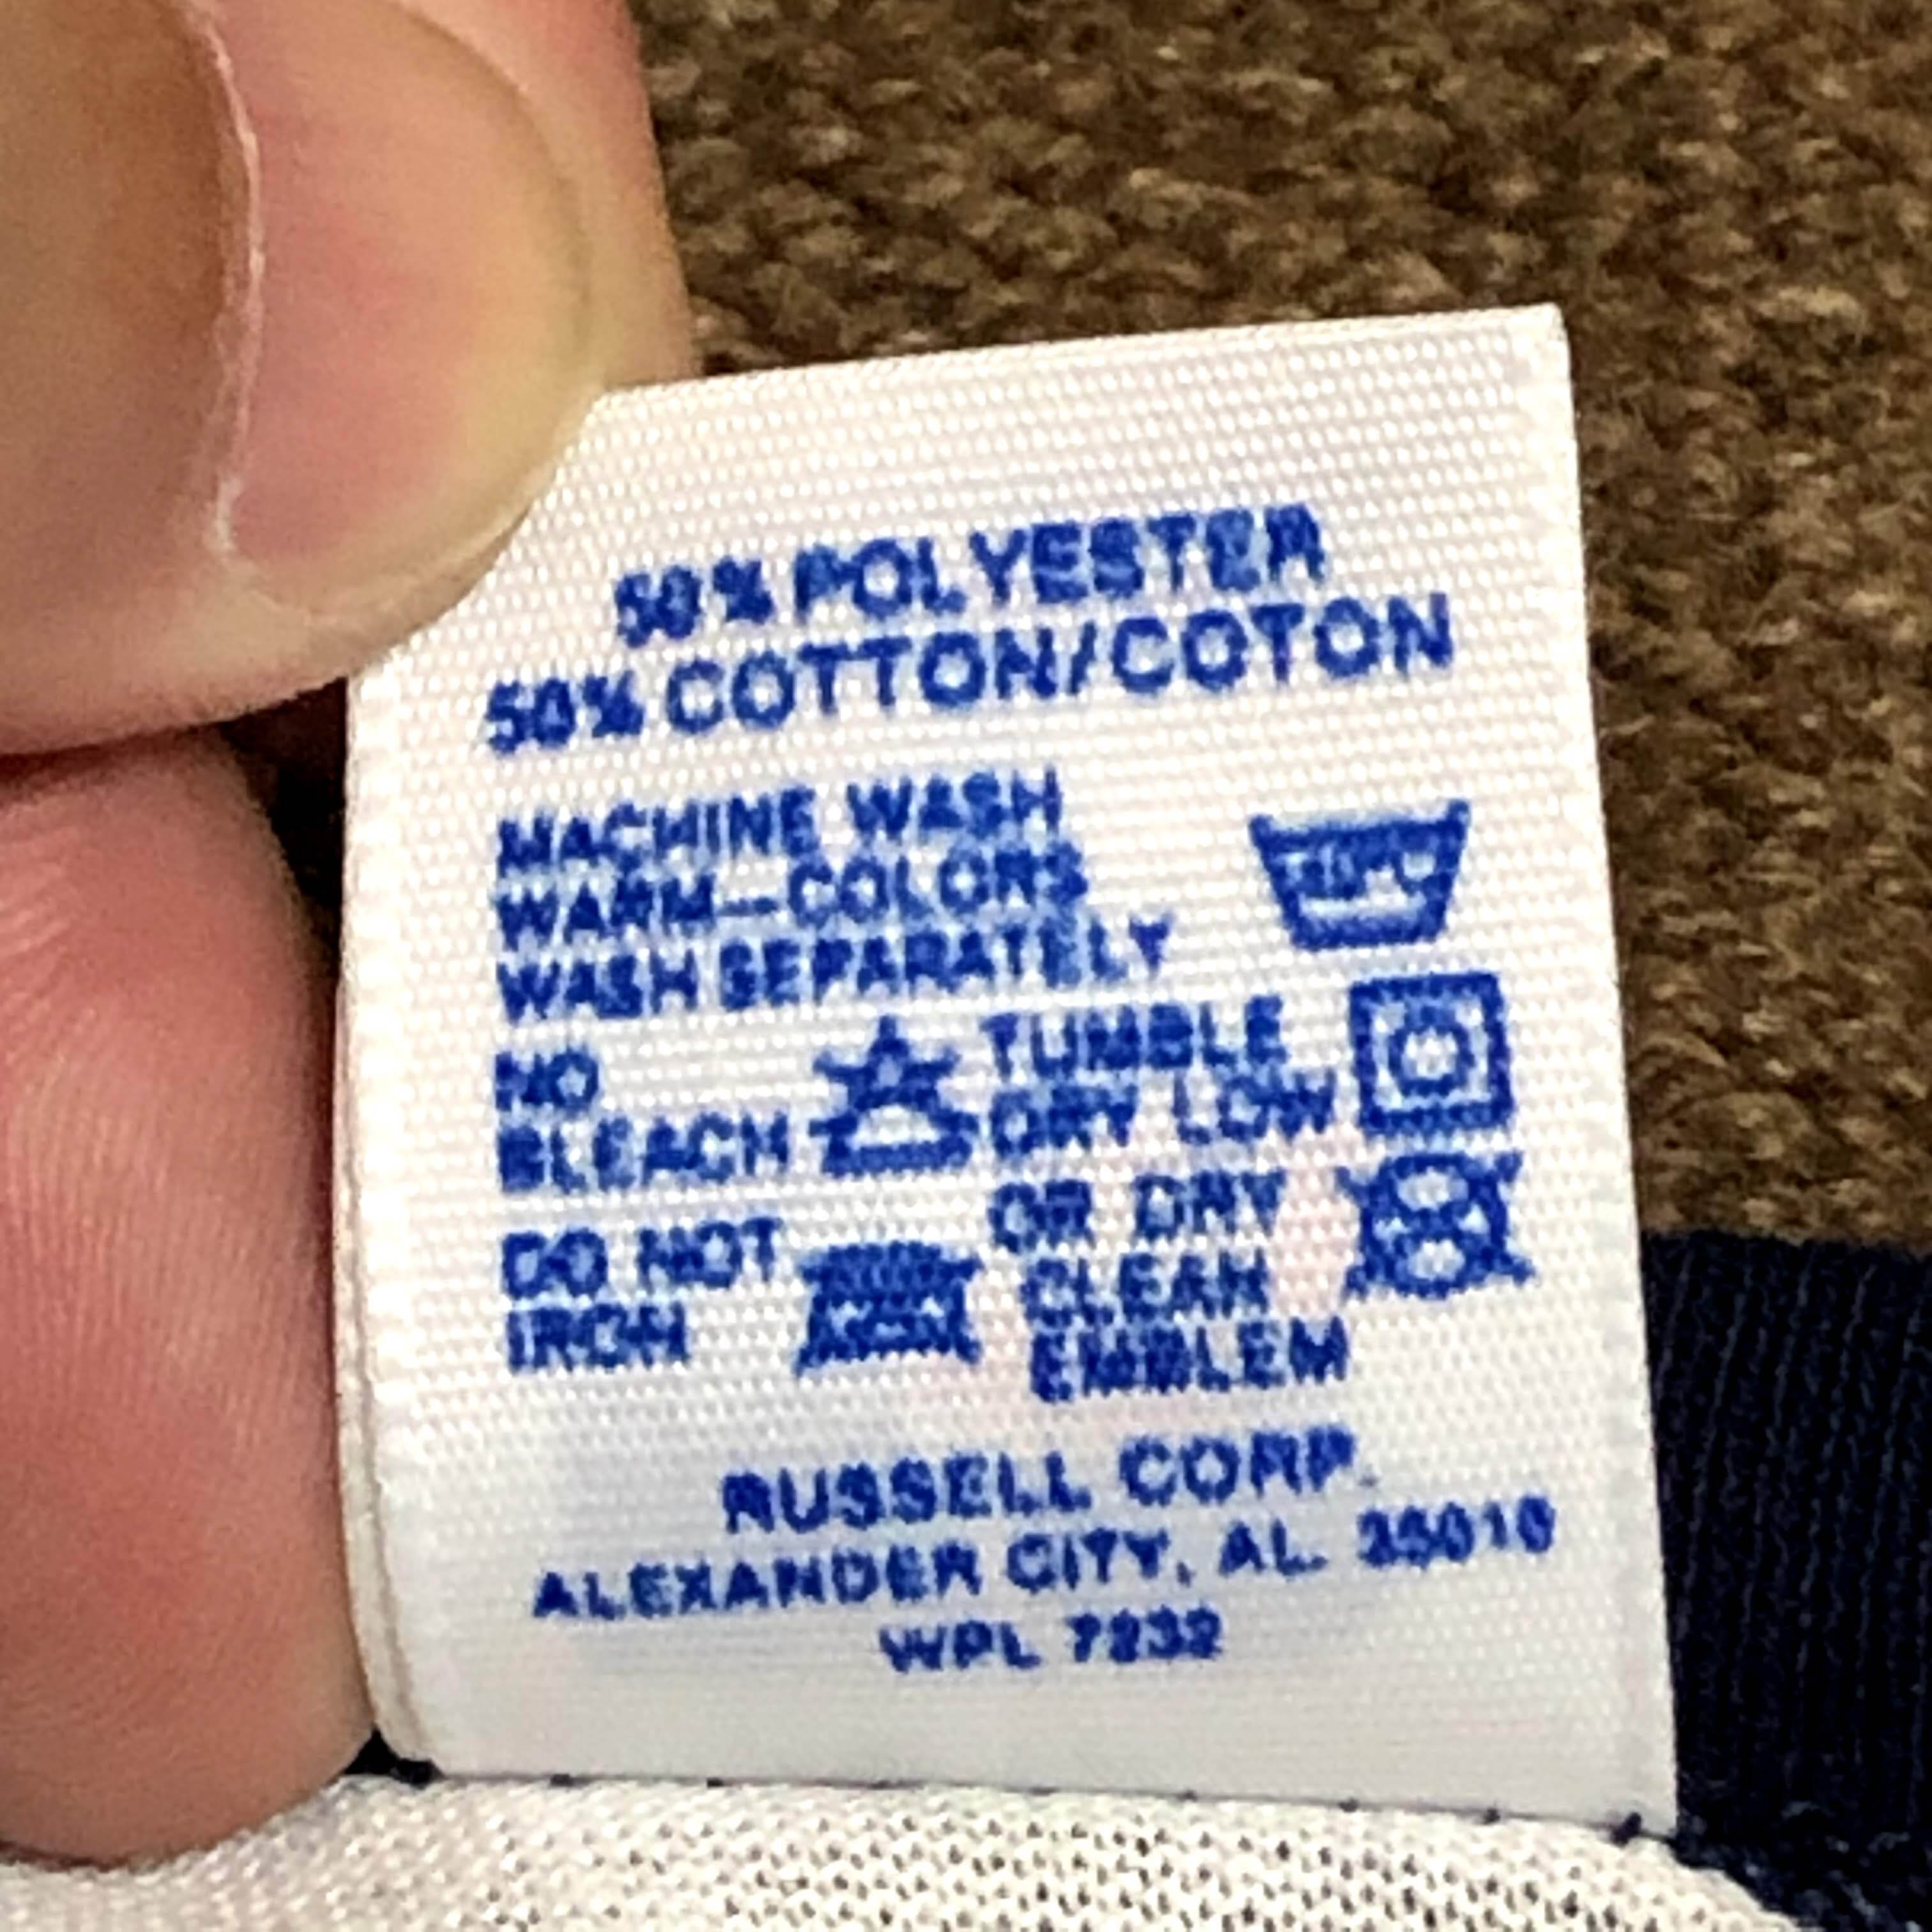 50% POLYESTER
50% COTTON/COTON
MACHINE WASH
WARM—COLORS
WASH SEPARATELY
40°C
NO
BLEACH
TUMBLE
DRY LOW
DO NOT
IRON
OR DRY
CLEAN
EMBLEM
RUSSELL CORP.
ALEXANDER CITY, AL. 35010
WPL 7232